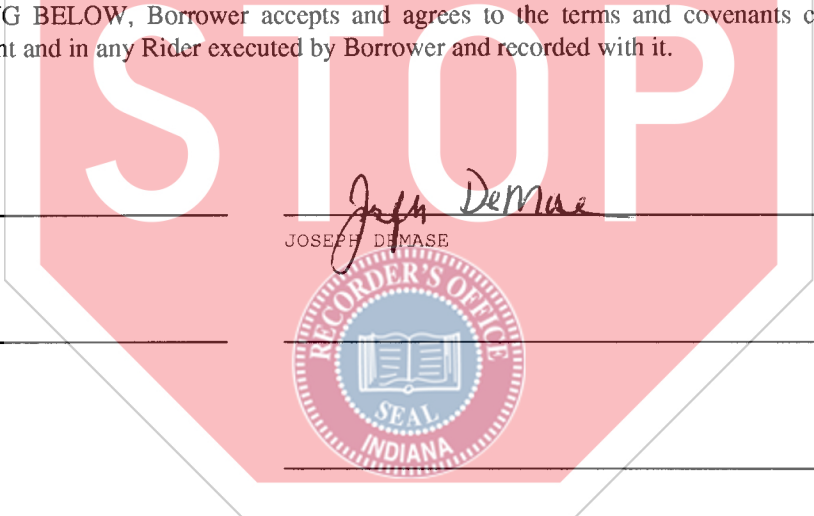 G BELOW, Borrower accepts and agrees to the terms and covenants c
nt and in any Rider executed by Borrower and recorded with it.
STOP
Joseph DeMase
JOSEPH DEMASE
RECORDER'S OFFICE
SEAL
INDIANA